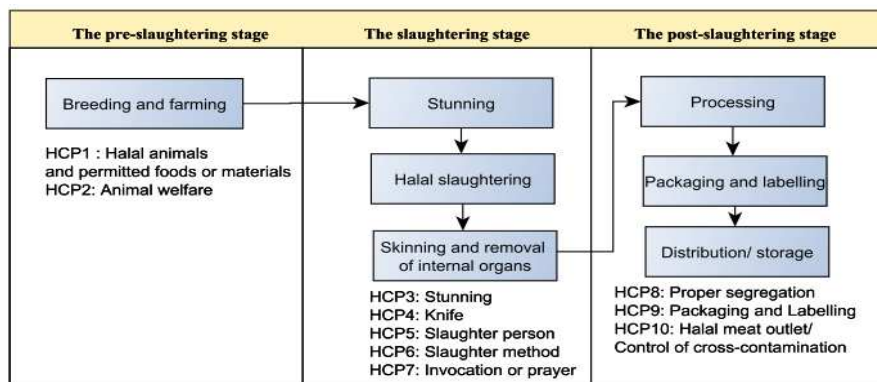 The pre-slaughtering stage
The slaughtering stage
The post-slaughtering stage
Breeding and farming
HCP1 : Halal animals
and permitted foods or materials
HCP2: Animal welfare
Stunning
Halal slaughtering
Skinning and removal
of internal organs
HCP3: Stunning
HCP4: Knife
HCP5: Slaughter person
HCP6: Slaughter method
HCP7: Invocation or prayer
Processing
Packaging and labelling
Distribution/ storage
HCP8: Proper segregation
HCP9: Packaging and Labelling
HCP10: Halal meat outlet/
Control of cross-contamination